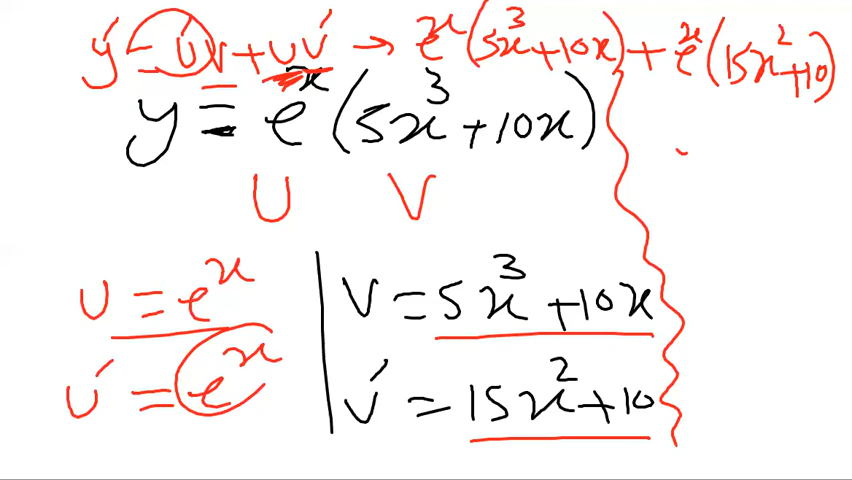 y' = u'v + uv' → e^x(5x^3+10x) + e^x(15x^2+10)
y = e^x(5x^3+10x)
U V
U = e^x
V = 5x^3+10x
U' = e^x
V' = 15x^2+10